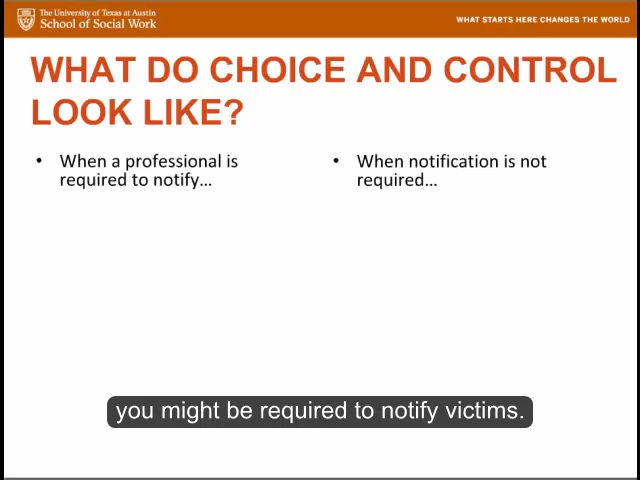 The University of Texas at Austin
School of Social Work
WHAT STARTS HERE CHANGES THE WORLD
WHAT DO CHOICE AND CONTROL
LOOK LIKE?
• When a professional is
required to notify…
• When notification is not
required…
you might be required to notify victims.